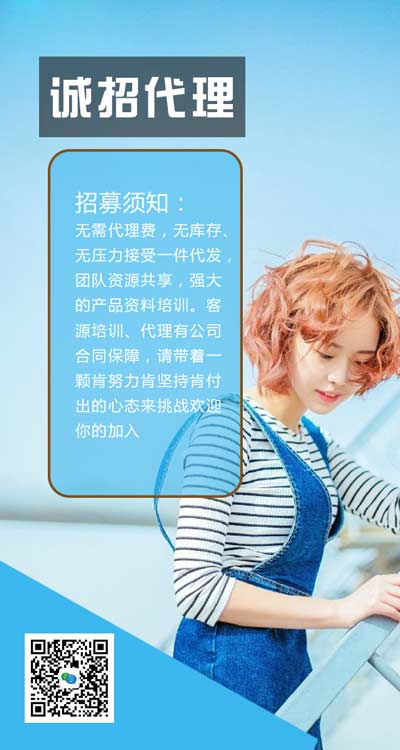 诚招代理
招募须知：
无需代理费，无库存、
无压力接受一件代发，
团队资源共享，强大
的产品资料培训。客
源培训、代理有公司
合同保障，请带着一
颗肯努力肯坚持肯付
出的心态来挑战欢迎
你的加入